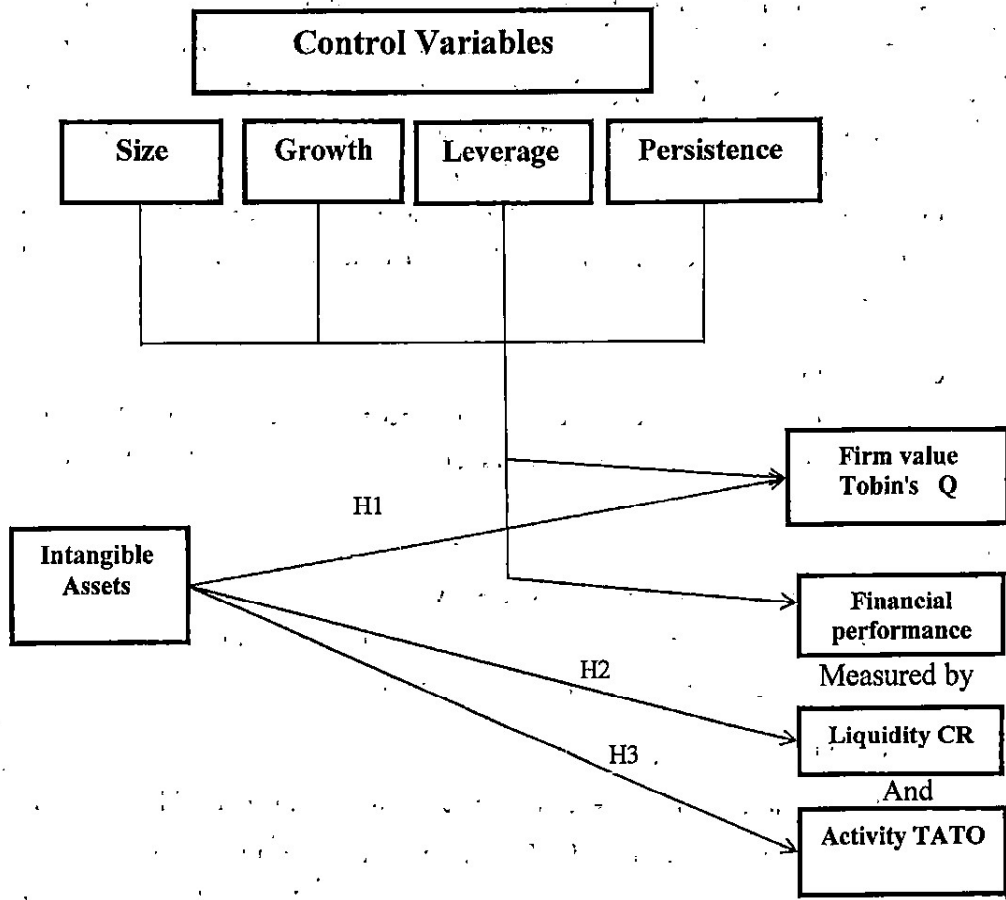 Control Variables
Size
Growth
Leverage
Persistence
Firm value
Tobin's Q
H1
Intangible
Assets
Financial
performance
Measured by
H2
Liquidity CR
H3
And
Activity TATO